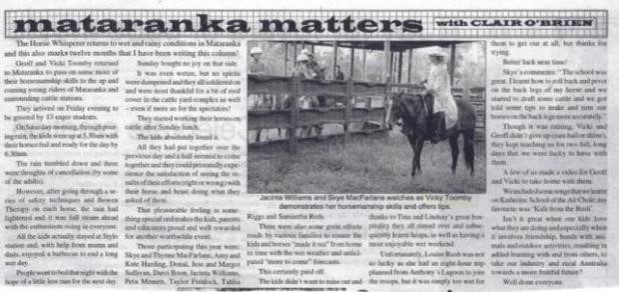 mataranka matters with CLAIR O'BRIEN
The Horse Whisperer returns to wet and rainy conditions in Mataranka
and this also marks twelve months that I have been writing this column!
Geoff and Vicki Toomby returned
to Mataranka to pass on some more of
their horsemanship skills to the up and
coming young riders of Mataranka and
surrounding cattle stations.
They arrived on Friday evening to
be greeted by 13 eager students.
On Saturday morning, through pour-
ing rain, the kids were up at 5.30am with
their horses fed and ready for the day by
6.30am.
The rain tumbled down and there
were thoughts of cancellation (by some
of the adults).
However, after going through a se-
ries of safety techniques and Bowen
Therapy on each horse, the rain had
lightened and it was full steam ahead
with the enthusiasm rising in everyone.
All the kids actually stayed at Stylo
station and, with help from mums and
dads, enjoyed a barbecue to end a long
wet day.
People went to bed that night with the
hope of a little less rain for the next day
Sunday bought no joy on that side.
It was even wetter, but no spirits
were dampened and they all soldiered on
and were most thankful for a bit of roof
cover in the cattle yard complex as well
- even if more so for the spectators!
They started working their horses on
cattle after Sunday lunch.
The kids absolutely loved it.
All they had put together over the
previous day and a half seemed to come
together and they could personally expe-
rience the satisfaction of seeing the re-
sults of their efforts (right or wrong) with
their horse and beast doing what they
asked of them.
That pleasurable feeling is some-
thing special and makes the kids, parents
and educators proud and well rewarded
for another worthwhile event.
Those participating this year were:
Skye and Thyme MacFarlane, Amy and
Kate Harding, Donal, Jess and Margot
Sullivan, Darci Boon, Jacinta Williams,
Peta Minnett, Taylor Fishlock, Tahlia
Jacinta Williams and Skye MacFarlane watches as Vicky Toomby
demonstrates her horsemanship skills and offers tips.
Riggs and Samantha Roth.
There were also some great efforts
made by various families to ensure the
kids and horses "made it out" from home
in time with the wet weather and antici-
pated "more to come" forecasts.
This certainly paid off.
The kids didn't want to miss out and
thanks to Tina and Lindsay's great hos-
pitality they all stayed over and subse-
quently learnt heaps, as well as having a
most enjoyable wet weekend.
Unfortunately, Louise Rusk was not
so lucky as she had an eight-hour trip
planned from Anthony's Lagoon to join
the troops, but it was simply too wet for
them to get out at all, but thanks for
trying.
Better luck next time!
Skye's comments: "The school was
great. I learnt how to roll back and pivot
on the back legs of my horse and we
started to draft some cattle and we got
told some tips to make and turn our
horses on the back legs more accurately."
Though it was raining, Vicki and
Geoff didn't give up (rain hail or shine),
they kept teaching us for two full, long
days that we were lucky to have with
them.
A few of us made a video for Geoff
and Vicki to take home with them.
We included some songs that we learnt
on Katherine School of the Air Choir, my
favourite was 'Kids from the Bush'.
Isn't it great when our kids love
what they are doing and especially when
it involves friendship, bonds with ani-
mals and outdoor activities, resulting in
added learning with and from others, to
take our industry and rural Australia
towards a more fruitful future?
Well done everyone.